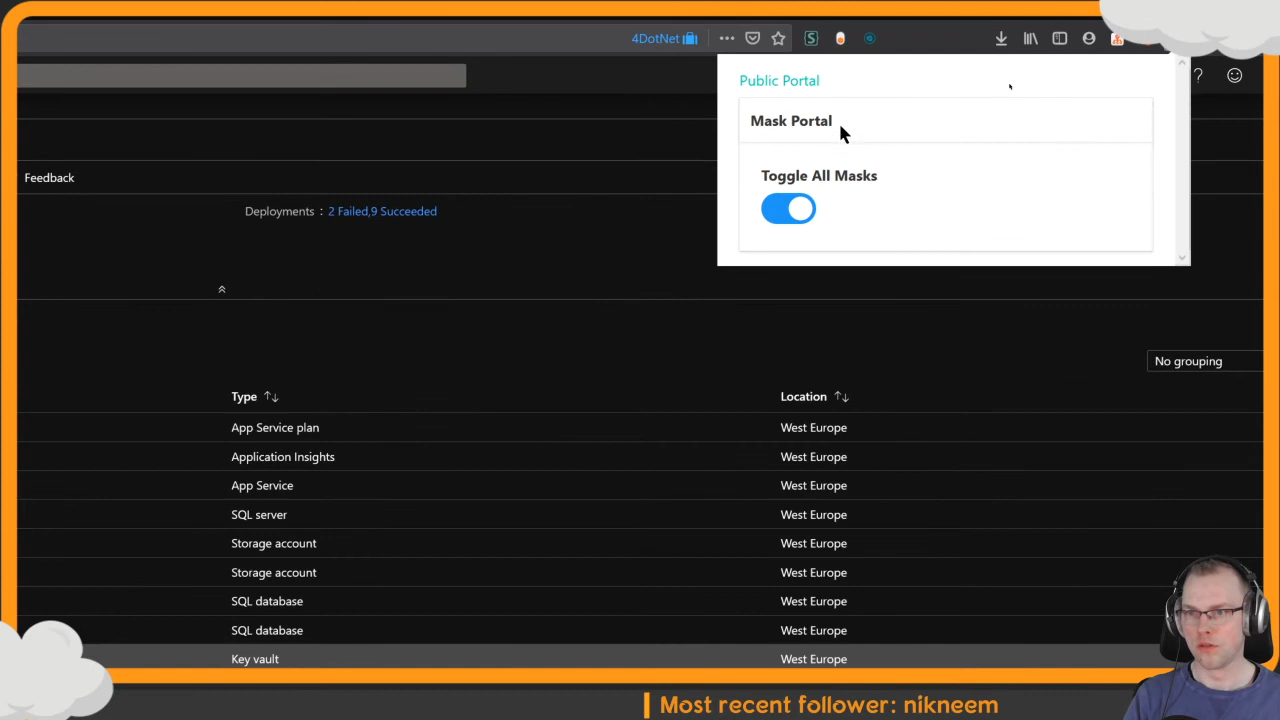 4DotNet
Public Portal
Mask Portal
Toggle All Masks
Feedback
Deployments : 2 Failed,9 Succeeded
No grouping
Type Location
App Service plan West Europe
Application Insights West Europe
App Service West Europe
SQL server West Europe
Storage account West Europe
Storage account West Europe
SQL database West Europe
SQL database West Europe
Key vault West Europe
Most recent follower: nikneem